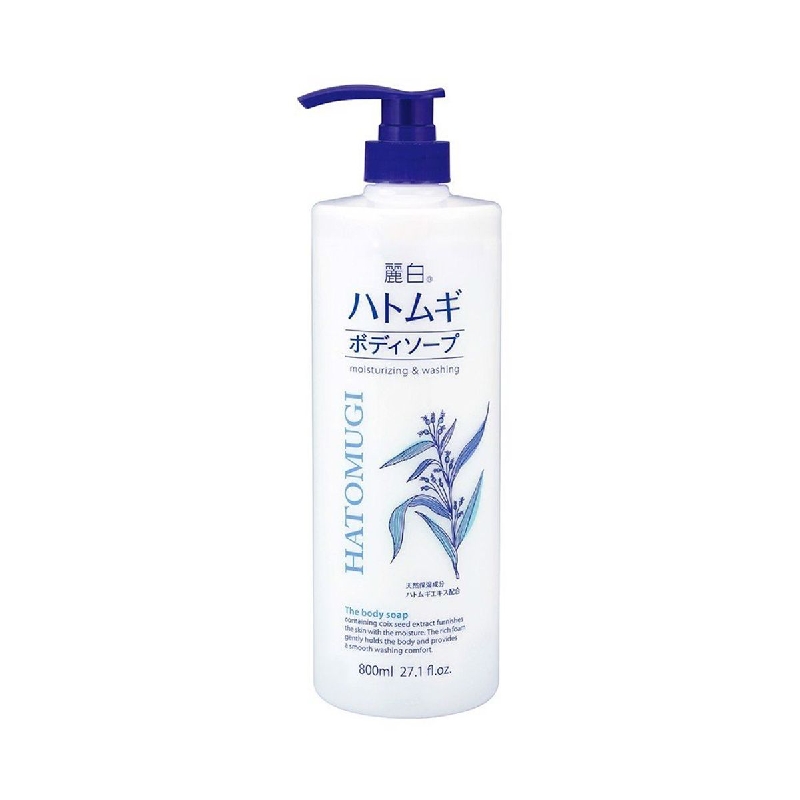 麗白®
ハトムギ
ボディソープ
moisturizing & washing
HATOMUGI
天然保湿成分
ハトムギエキス配合
The body soap
containing coix seed extract furnishes
the skin with the moisture. The rich foam
gently holds the body and provides
a smooth washing comfort.
800ml 27.1 fl.oz.